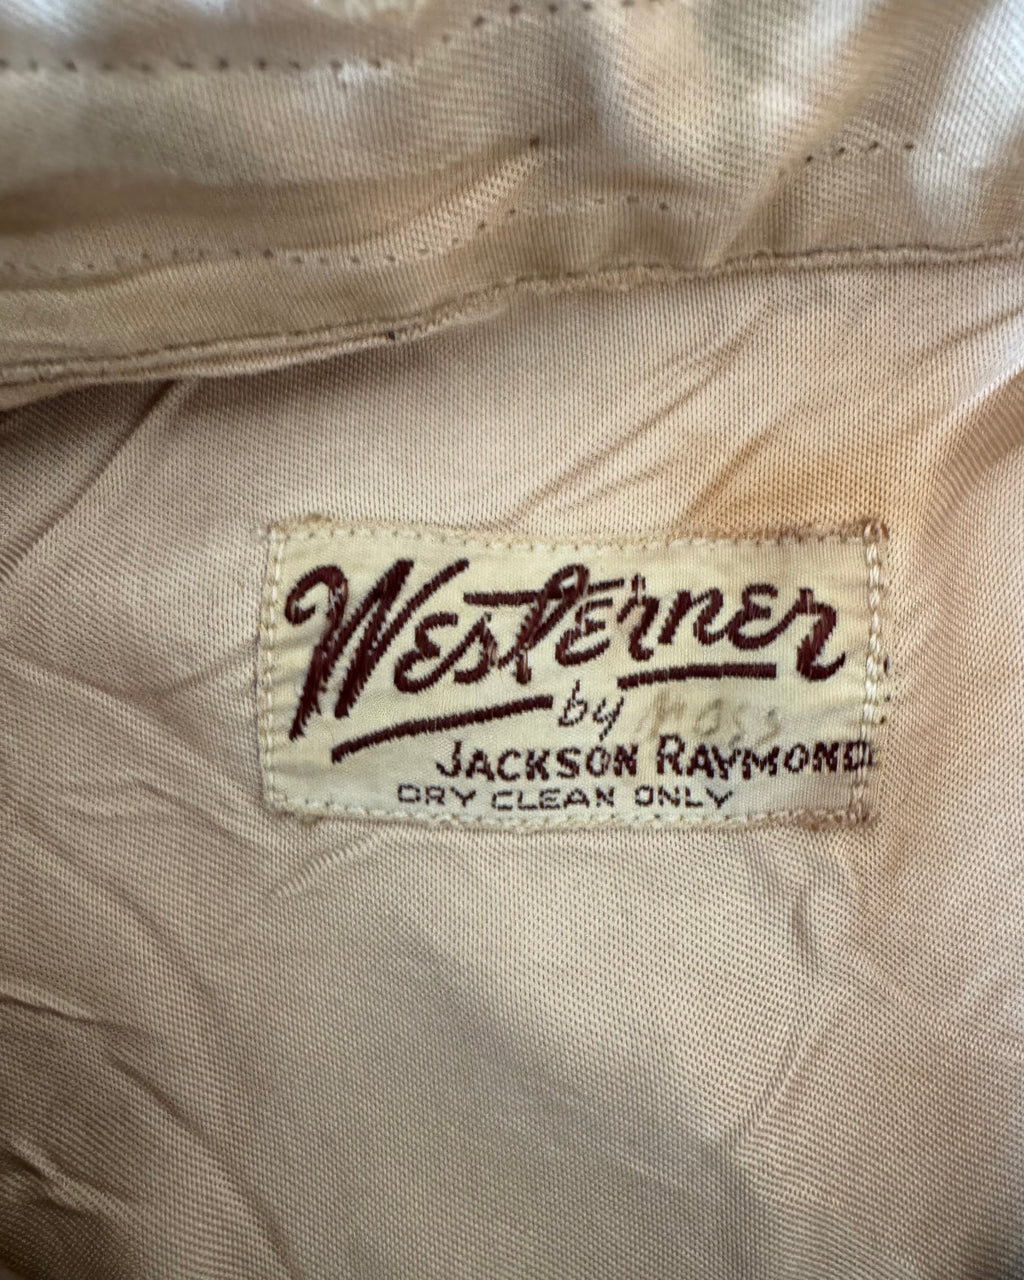 Westerner
by
JACKSON RAYMOND
DRY CLEAN ONLY